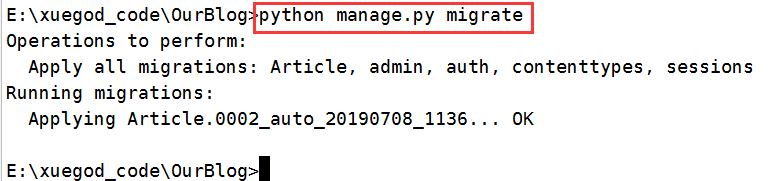 E:\xuegod_code\OurBlog>python manage.py migrate
Operations to perform:
  Apply all migrations: Article, admin, auth, contenttypes, sessions
Running migrations:
  Applying Article.0002_auto_20190708_1136... OK
E:\xuegod_code\OurBlog>